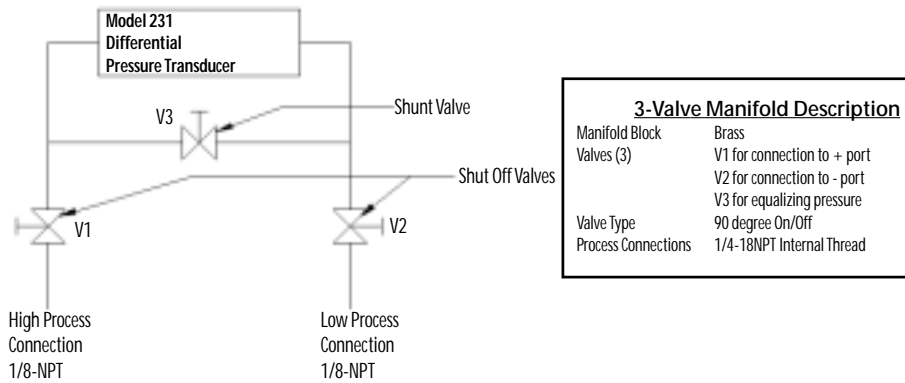 Model 231
Differential
Pressure Transducer
V3
Shunt Valve
Shut Off Valves
V1
V2
High Process
Connection
1/8-NPT
Low Process
Connection
1/8-NPT
3-Valve Manifold Description
Manifold Block Brass
Valves (3) V1 for connection to + port
V2 for connection to - port
V3 for equalizing pressure
Valve Type 90 degree On/Off
Process Connections 1/4-18NPT Internal Thread